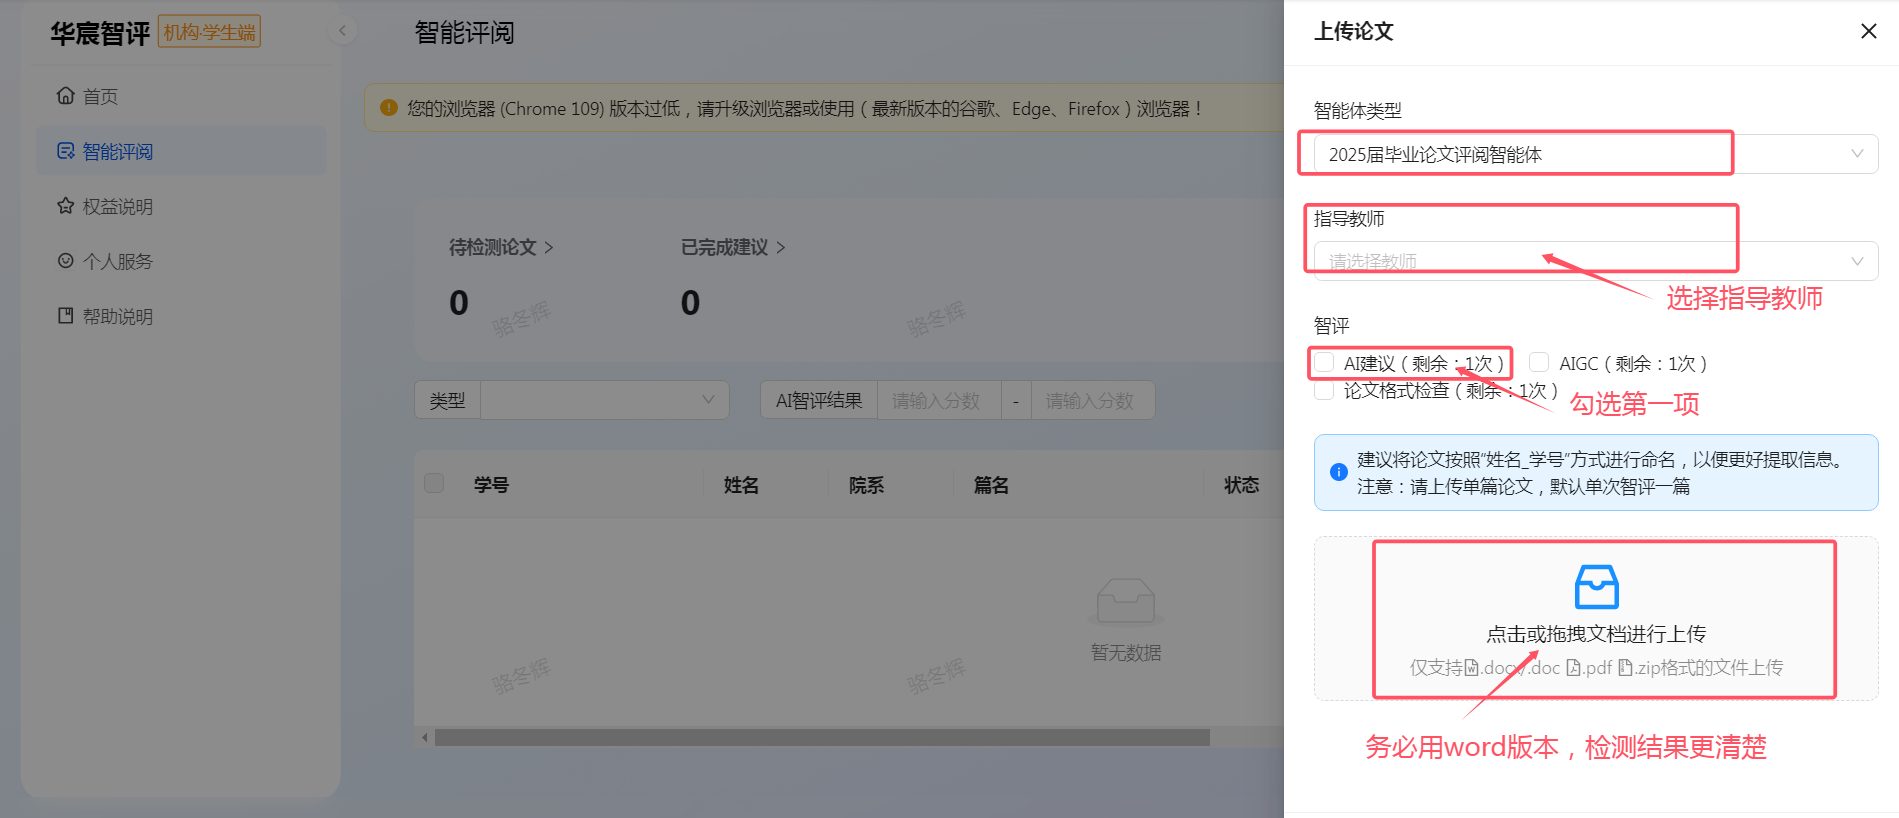 华宸智评 机构·学生端
首页
智能评阅
权益说明
个人服务
帮助说明
智能评阅
您的浏览器 (Chrome 109) 版本过低，请升级浏览器或使用（最新版本的谷歌、Edge、Firefox）浏览器！
待检测论文
已完成建议
0
0
骆冬辉
骆冬辉
类型
AI智评结果 请输入分数 - 请输入分数
学号 姓名 院系 篇名 状态
暂无数据
骆冬辉
骆冬辉
上传论文
智能体类型
2025届毕业论文评阅智能体
指导教师
请选择教师
选择指导教师
智评
AI建议（剩余：1次） AIGC（剩余：1次）
论文格式检查（剩余：1次）
勾选第一项
建议将论文按照“姓名_学号”方式进行命名，以便更好提取信息。
注意：请上传单篇论文，默认单次智评一篇
点击或拖拽文档进行上传
仅支持.docx/.doc .pdf .zip格式的文件上传
务必用word版本，检测结果更清楚